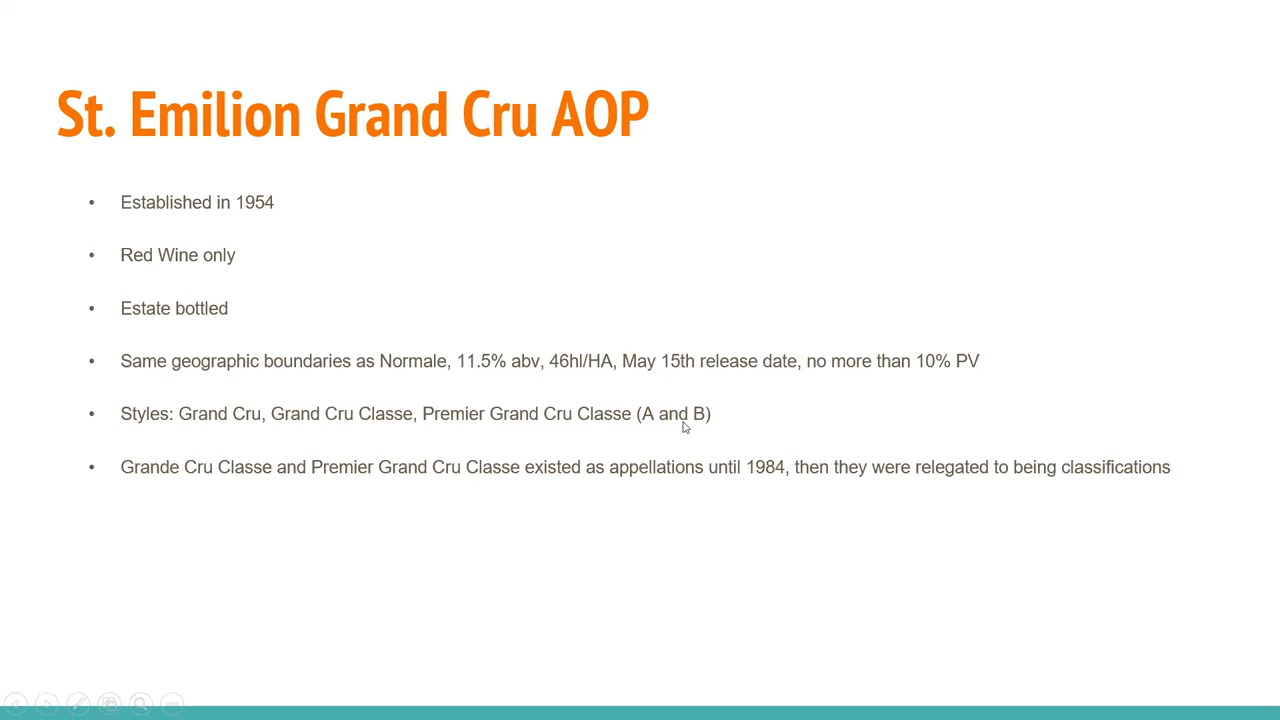 St. Emilion Grand Cru AOP
• Established in 1954
• Red Wine only
• Estate bottled
• Same geographic boundaries as Normale, 11.5% abv, 46hl/HA, May 15th release date, no more than 10% PV
• Styles: Grand Cru, Grand Cru Classe, Premier Grand Cru Classe (A and B)
• Grande Cru Classe and Premier Grand Cru Classe existed as appellations until 1984, then they were relegated to being classifications